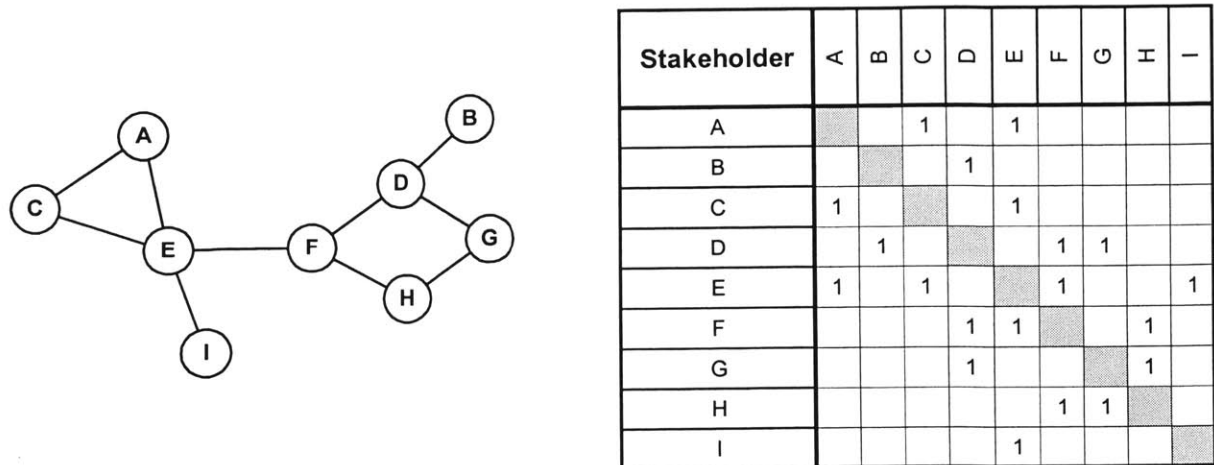 A
B
C
D
E
F
G
H
I
Stakeholder A B C D E F G H I
A 1 1
B 1
C 1 1
D 1 1 1
E 1 1 1 1
F 1 1 1
G 1 1
H 1 1
I 1